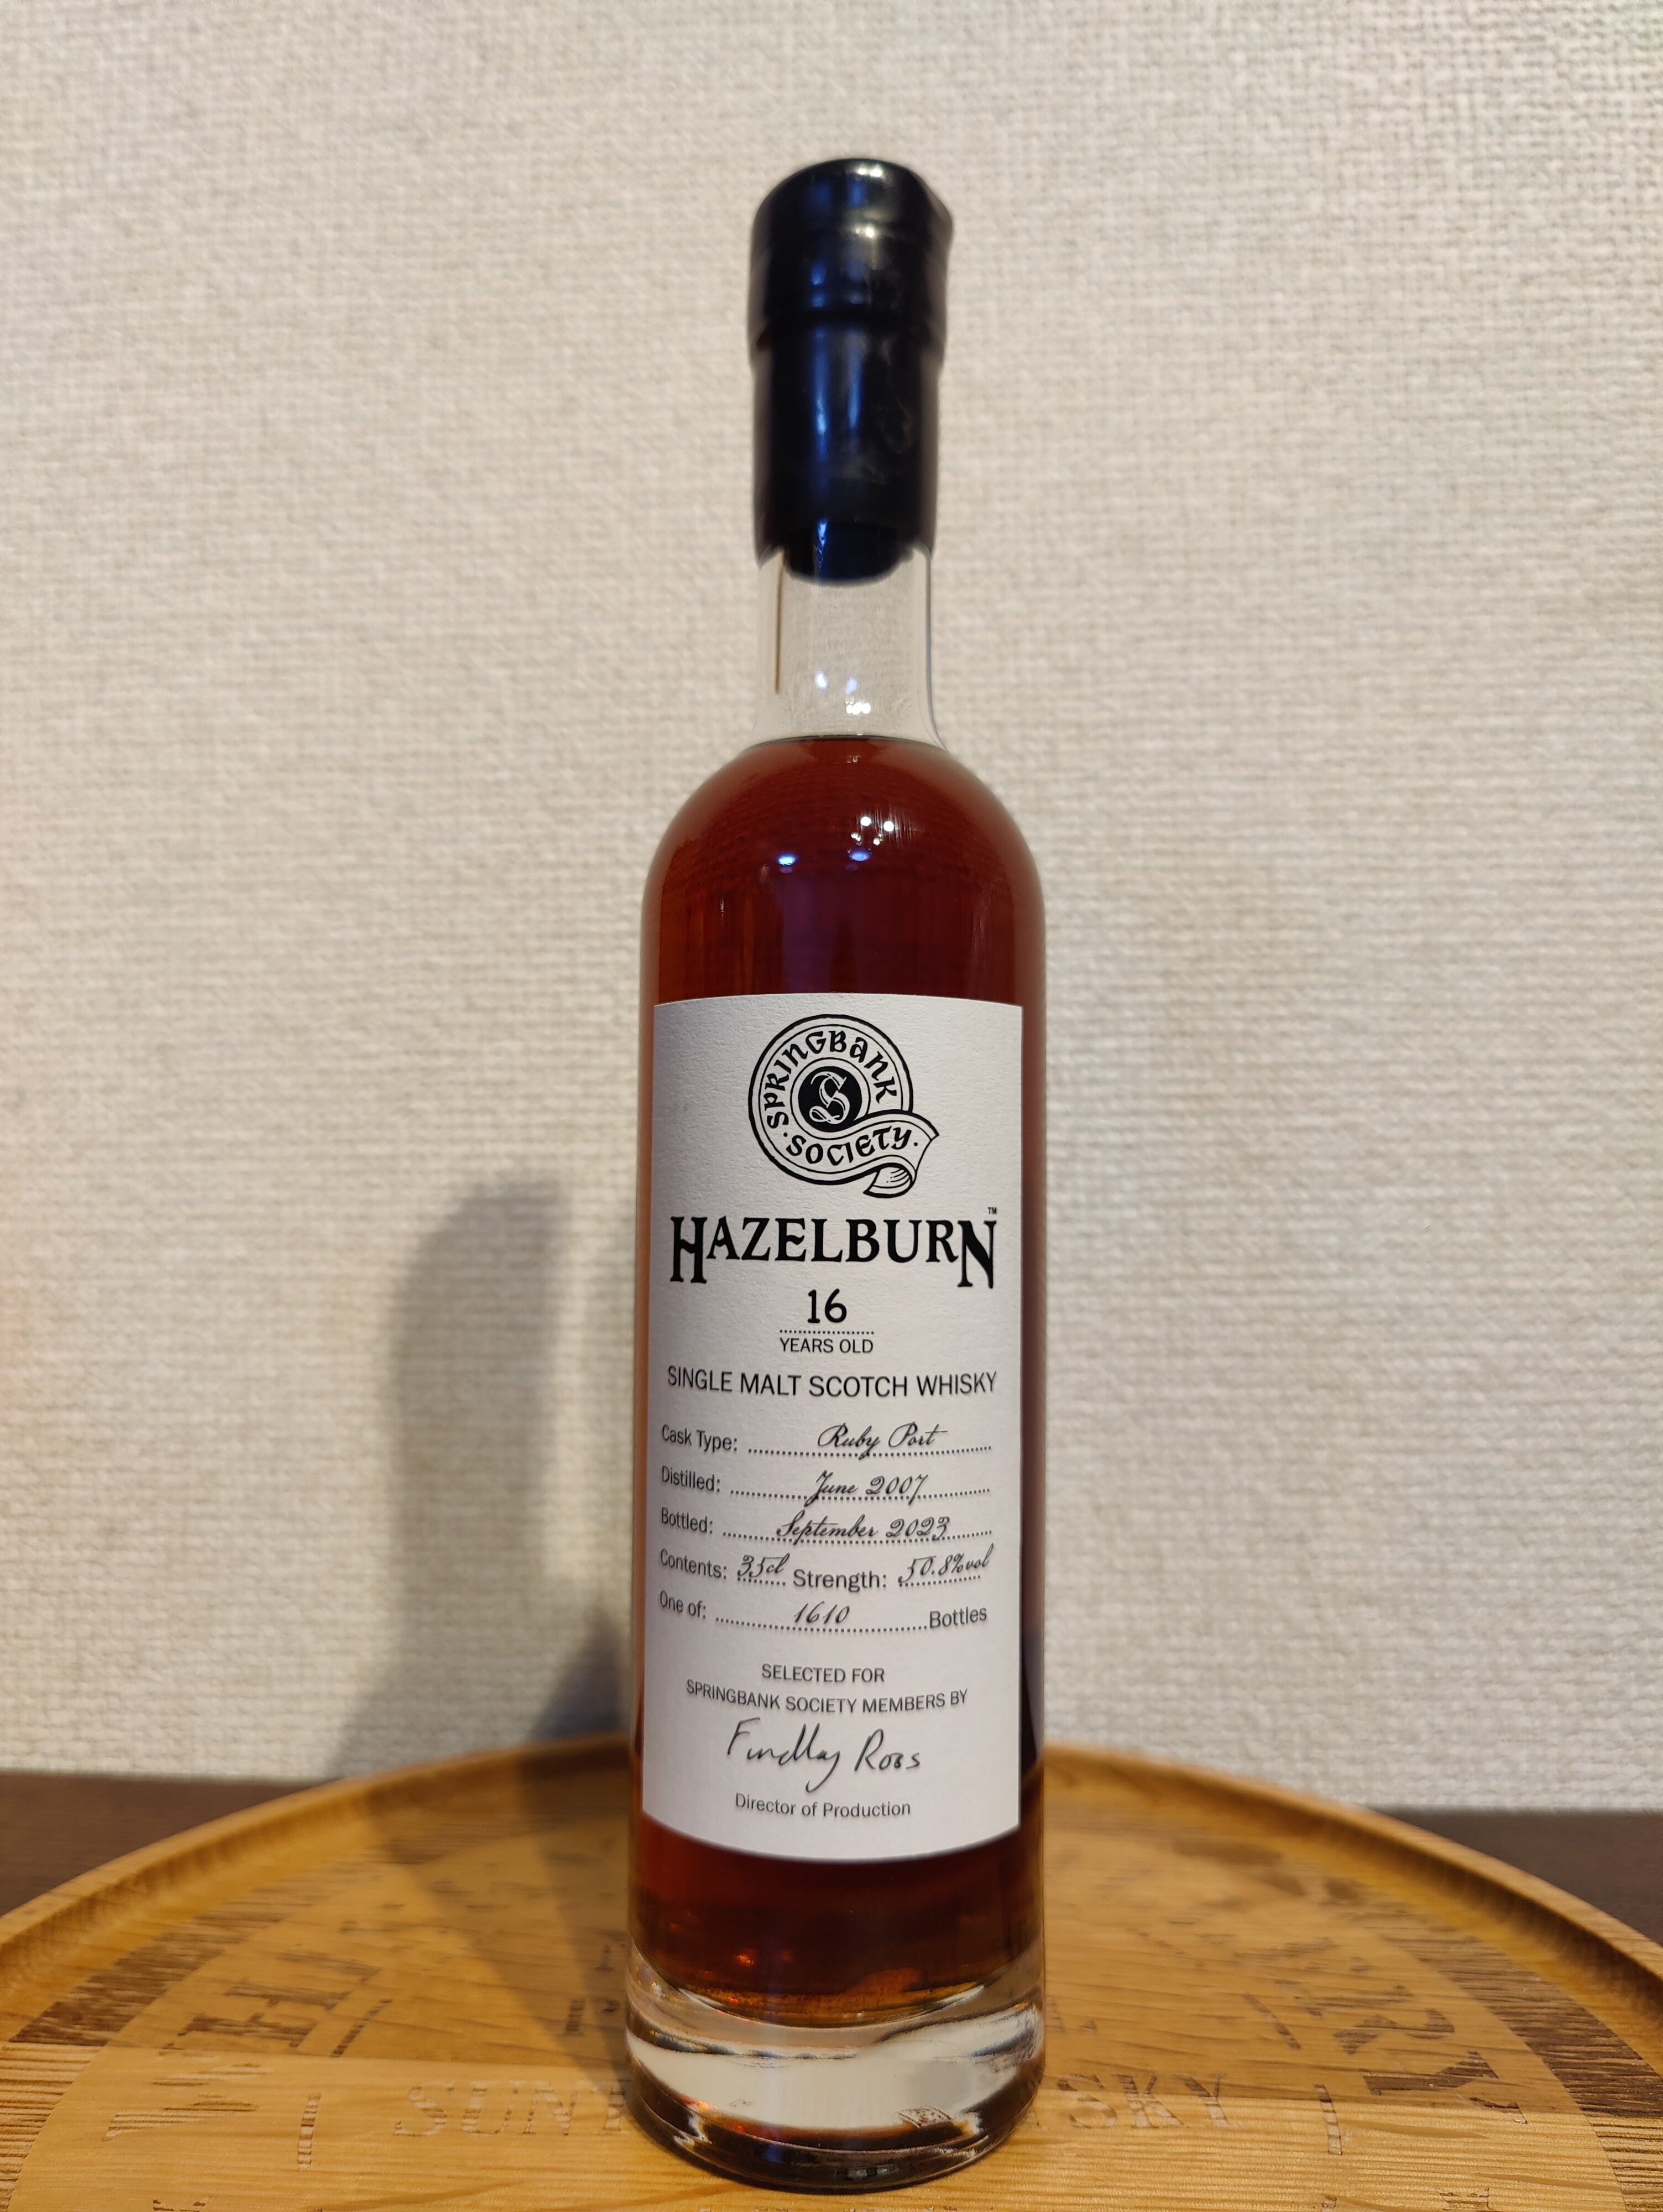 SPRINGBANK
S
·SOCIETY·
HAZELBURN™
16
YEARS OLD
SINGLE MALT SCOTCH WHISKY
Cask Type: Ruby Port
Distilled: June 2007
Bottled: September 2023
Contents: 35cl Strength: 50.8%vol
One of: 1610 Bottles
SELECTED FOR
SPRINGBANK SOCIETY MEMBERS BY
Findlay Ross
Director of Production